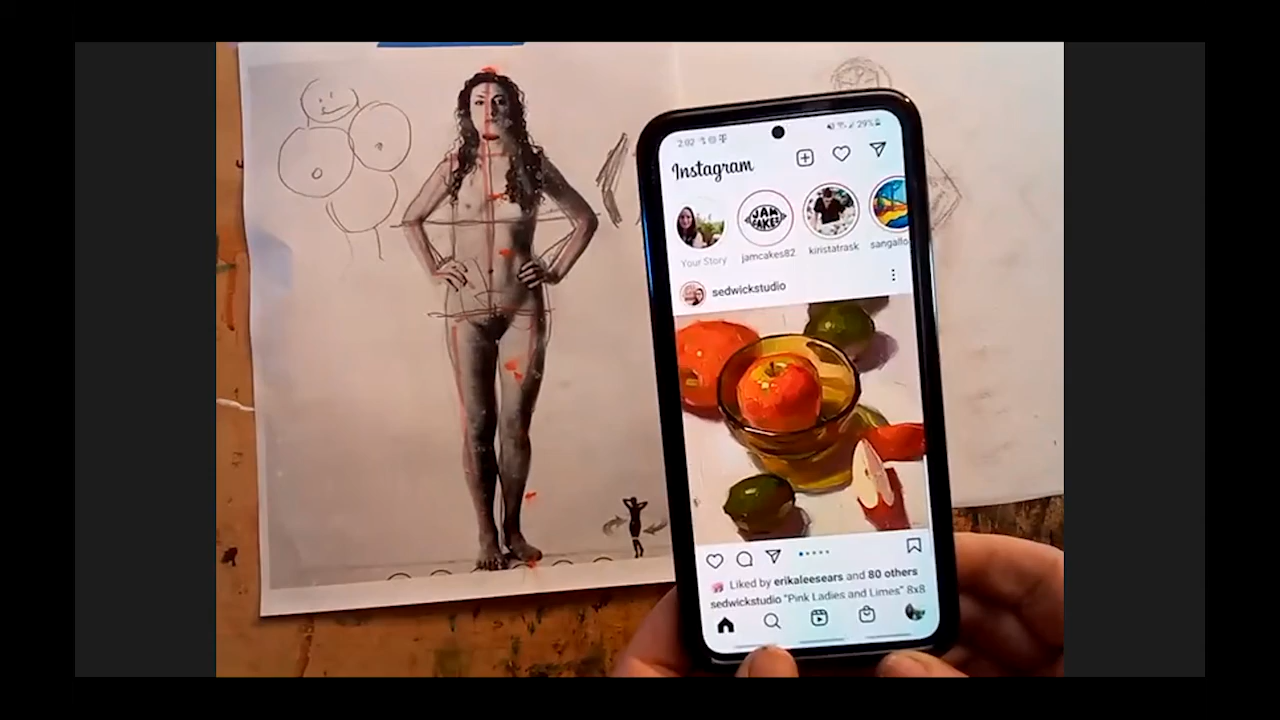 2:02
29%
Instagram
Your Story
jamcakes82
JAM
CAKES
kiristatrask
sangallo
sedwickstudio
Liked by erikaleesears and 80 others
sedwickstudio "Pink Ladies and Limes" 8x8